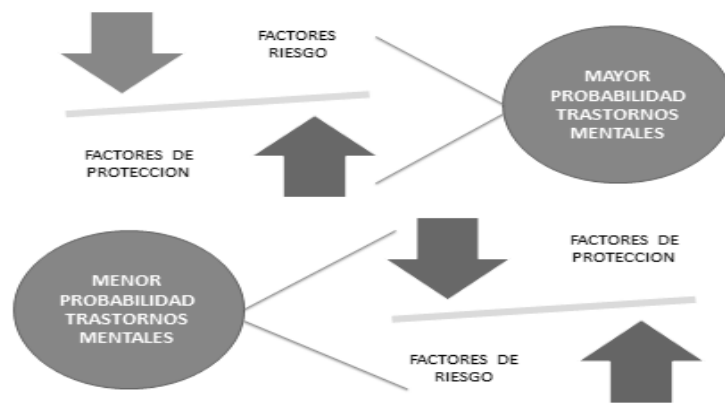 FACTORES
RIESGO
MAYOR
PROBABILIDAD
TRASTORNOS
MENTALES
FACTORES DE
PROTECCION
FACTORES DE
PROTECCION
MENOR
PROBABILIDAD
TRASTORNOS
MENTALES
FACTORES DE
RIESGO